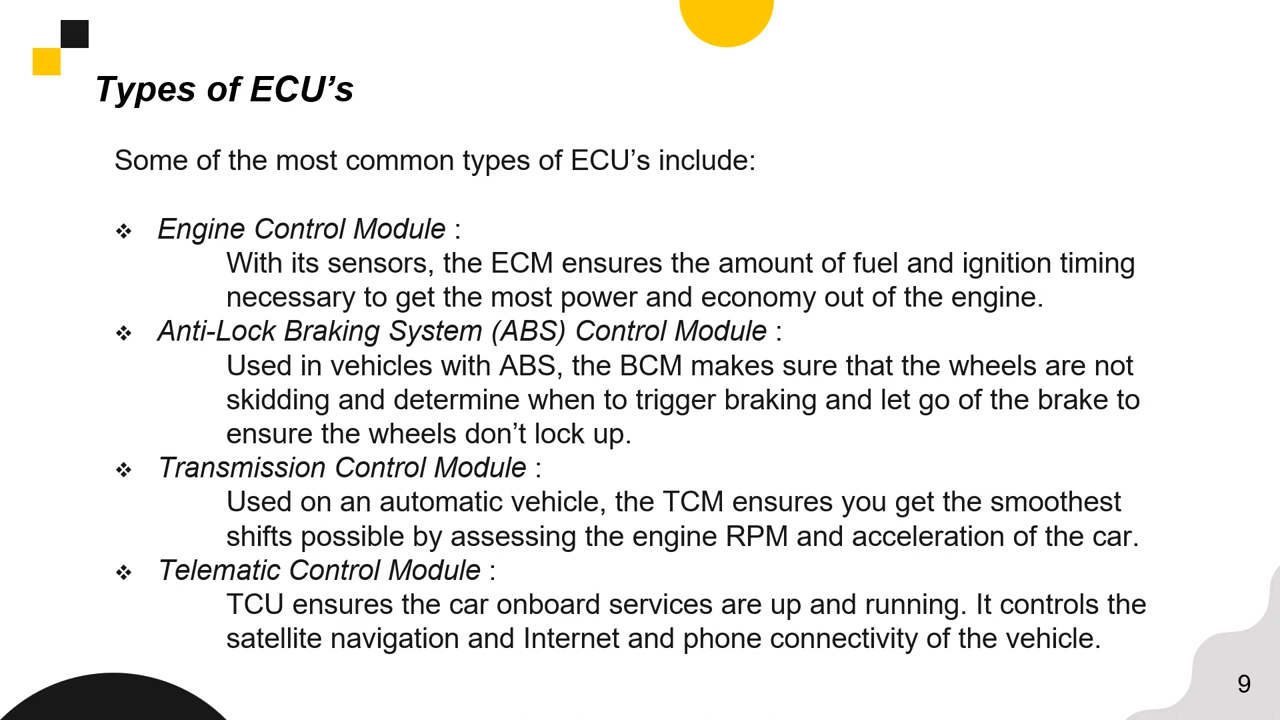 Types of ECU’s
Some of the most common types of ECU’s include:
❖ Engine Control Module :
With its sensors, the ECM ensures the amount of fuel and ignition timing
necessary to get the most power and economy out of the engine.
❖ Anti-Lock Braking System (ABS) Control Module :
Used in vehicles with ABS, the BCM makes sure that the wheels are not
skidding and determine when to trigger braking and let go of the brake to
ensure the wheels don’t lock up.
❖ Transmission Control Module :
Used on an automatic vehicle, the TCM ensures you get the smoothest
shifts possible by assessing the engine RPM and acceleration of the car.
❖ Telematic Control Module :
TCU ensures the car onboard services are up and running. It controls the
satellite navigation and Internet and phone connectivity of the vehicle.
9